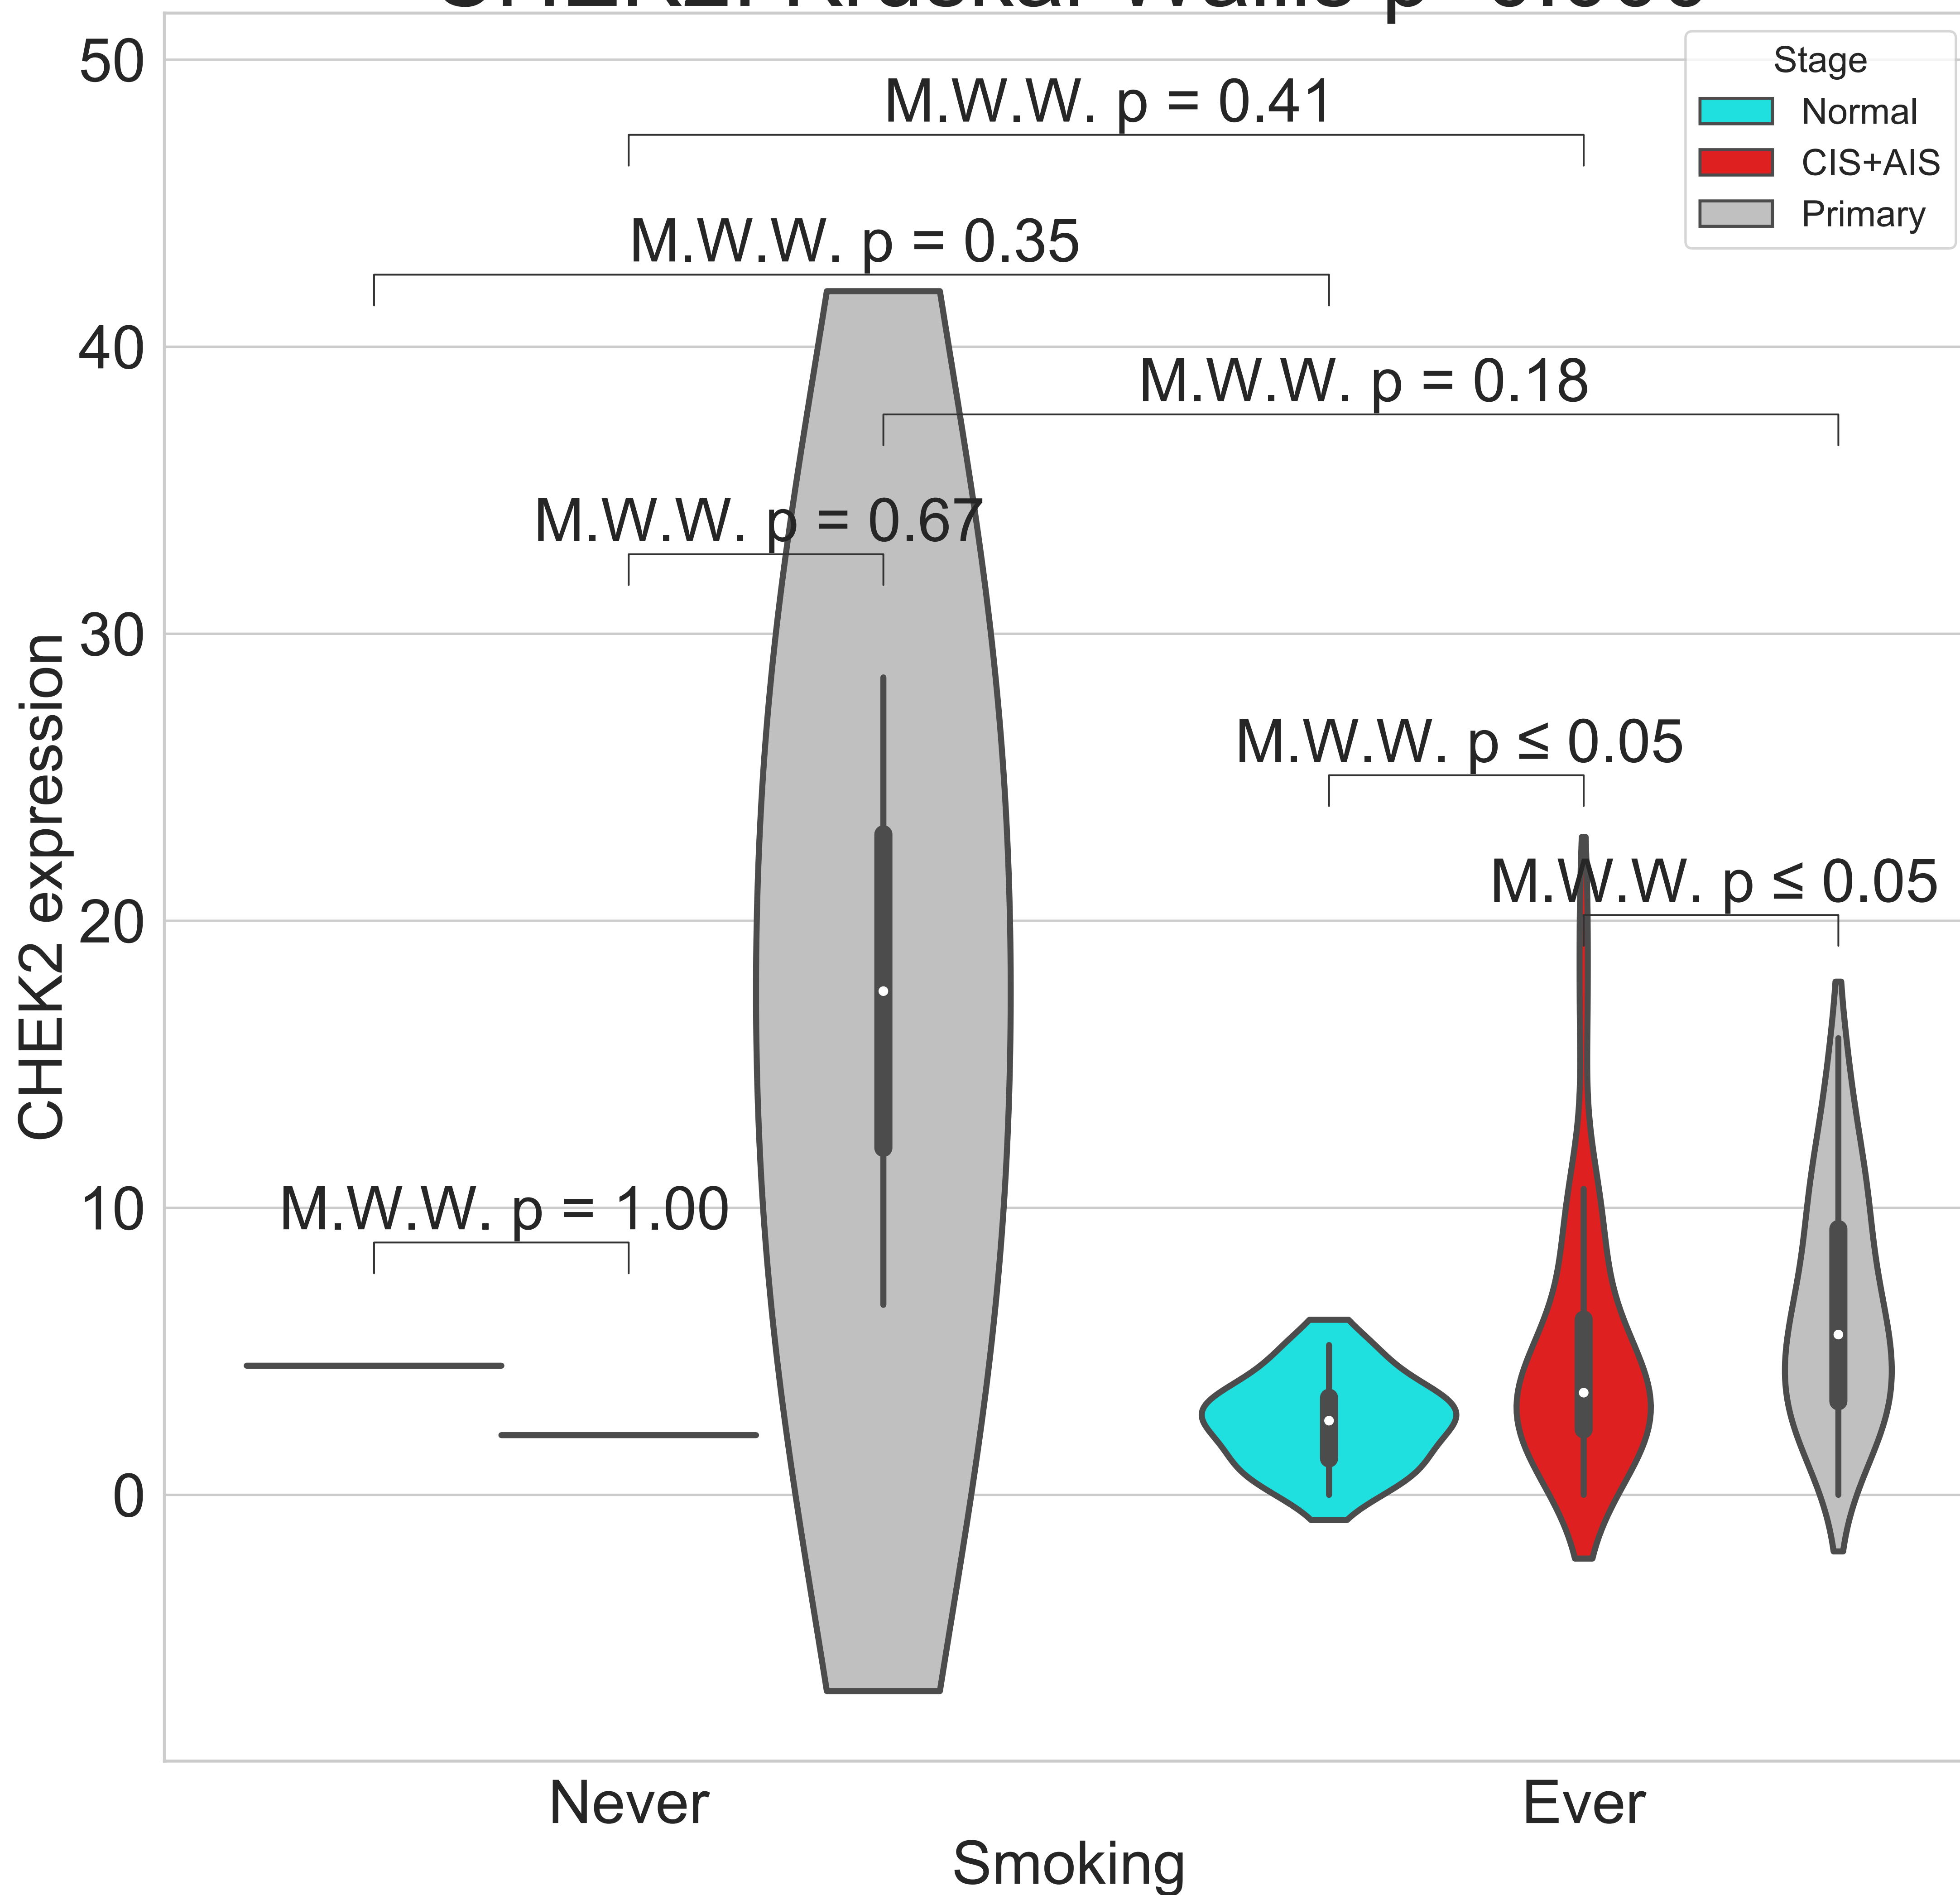 50
40
30
20
10
0
CHEK2 expression
Stage
Normal
CIS+AIS
Primary
M.W.W. p = 0.41
M.W.W. p = 0.35
M.W.W. p = 0.18
M.W.W. p = 0.67
M.W.W. p ≤ 0.05
M.W.W. p ≤ 0.05
M.W.W. p = 1.00
Never
Ever
Smoking